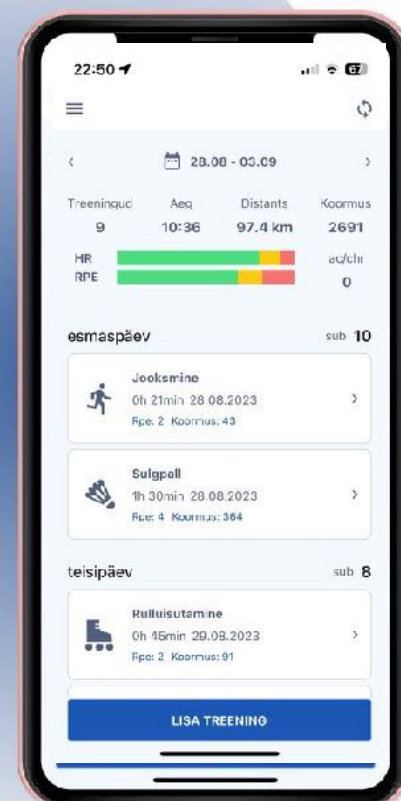 22:50
67
28.08 - 03.09
Treeningud Aeg Distants Koormus
9 10:36 97.4 km 2691
HR ac/chr
RPE 0
esmaspäev sub 10
Jooksmine
0h 21min 28.08.2023
Rpe: 2 Koormus: 43
Sulgpall
1h 30min 28.08.2023
Rpe: 4 Koormus: 364
teisipäev sub 8
Rulluisutamine
0h 45min 29.08.2023
Rpe: 2 Koormus: 91
LISA TREENING